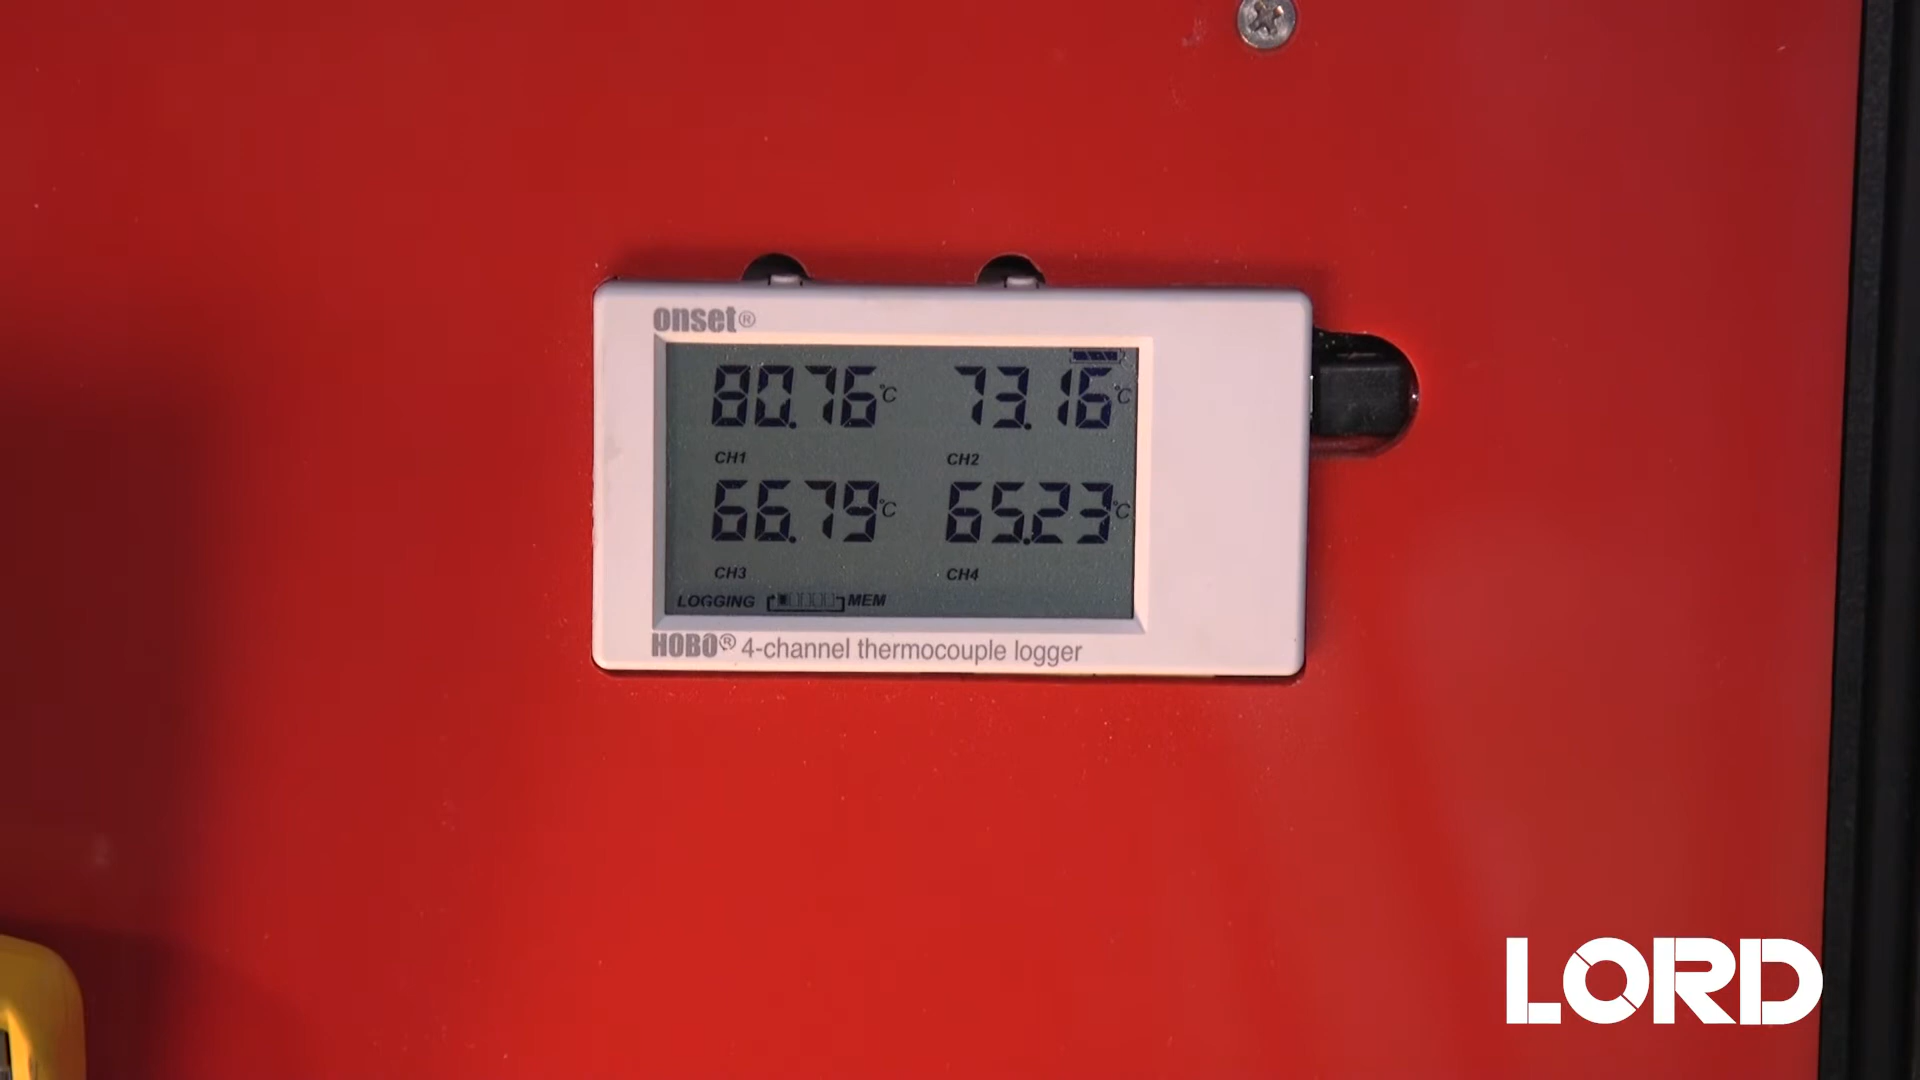 onset®
80.76°C 73.16°C
CH1 CH2
66.79°C 65.23°C
CH3 CH4
LOGGING MEM
HOBO® 4-channel thermocouple logger
LORD